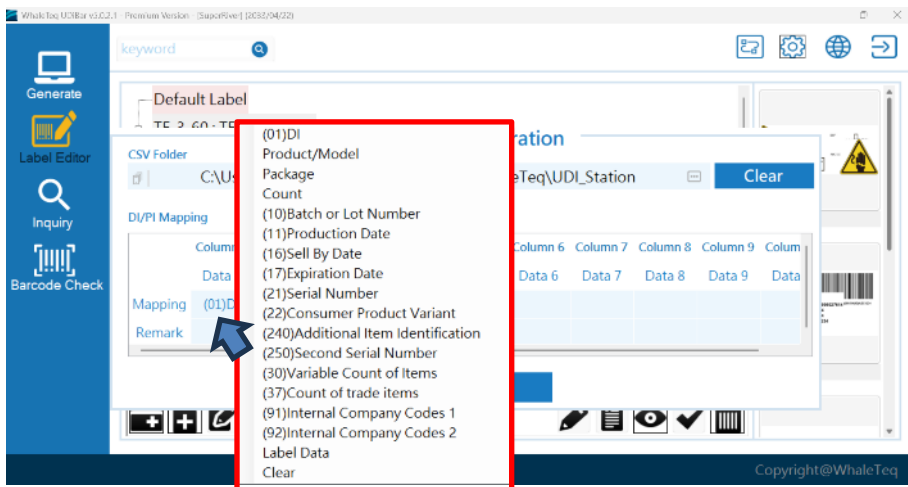 WhaleTeq UDIBar v3.0.2.1 - Premium Version - [SuperRiver] (2032/04/22)
keyword
Generate
Label Editor
Inquiry
Barcode Check
Default Label
ration
CSV Folder
C:\Us
eTeq\UDI_Station
Clear
DI/PI Mapping
Column 6 Column 7 Column 8 Column 9 Colum
Data
Data 6 Data 7 Data 8 Data 9 Data
Mapping (01)D
Remark
(01)DI
Product/Model
Package
Count
(10)Batch or Lot Number
(11)Production Date
(16)Sell By Date
(17)Expiration Date
(21)Serial Number
(22)Consumer Product Variant
(240)Additional Item Identification
(250)Second Serial Number
(30)Variable Count of Items
(37)Count of trade items
(91)Internal Company Codes 1
(92)Internal Company Codes 2
Label Data
Clear
Copyright@WhaleTeq